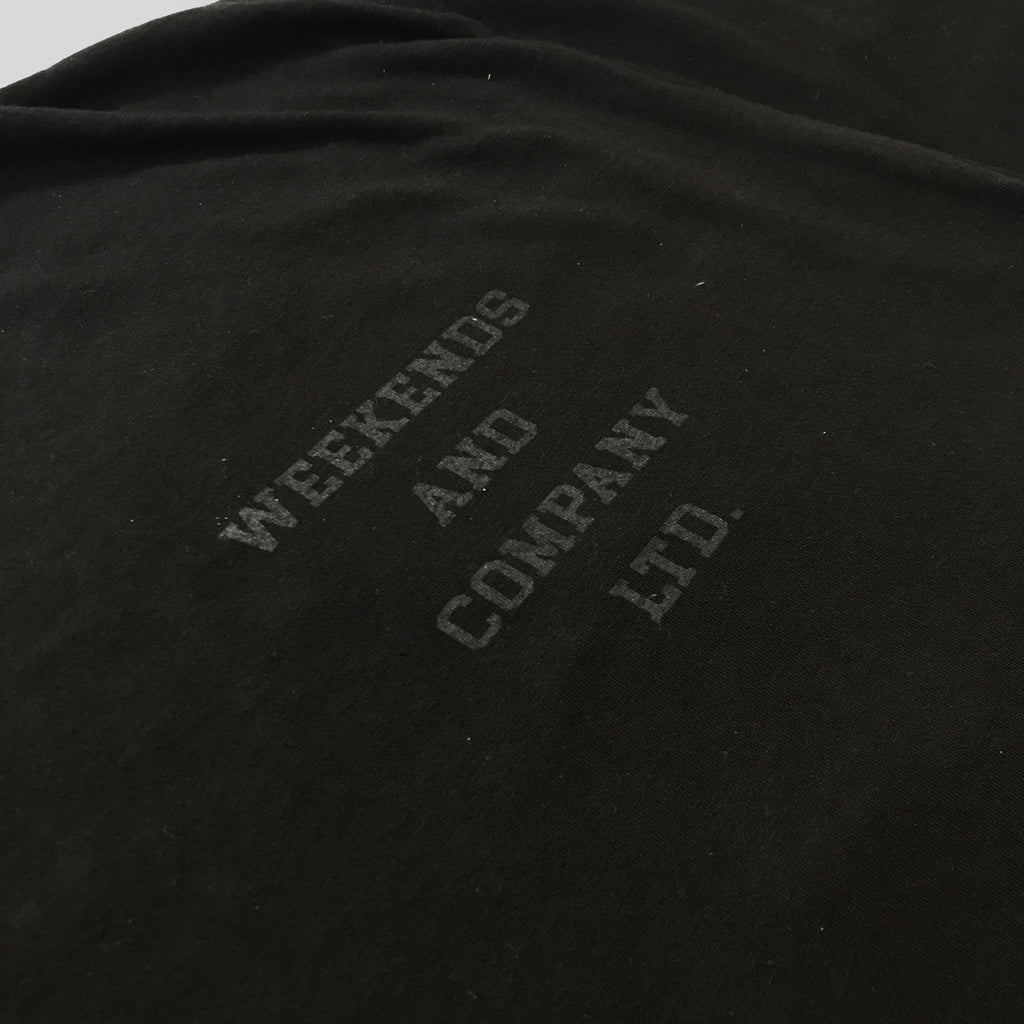 WEEKENDS
AND
COMPANY
LTD.